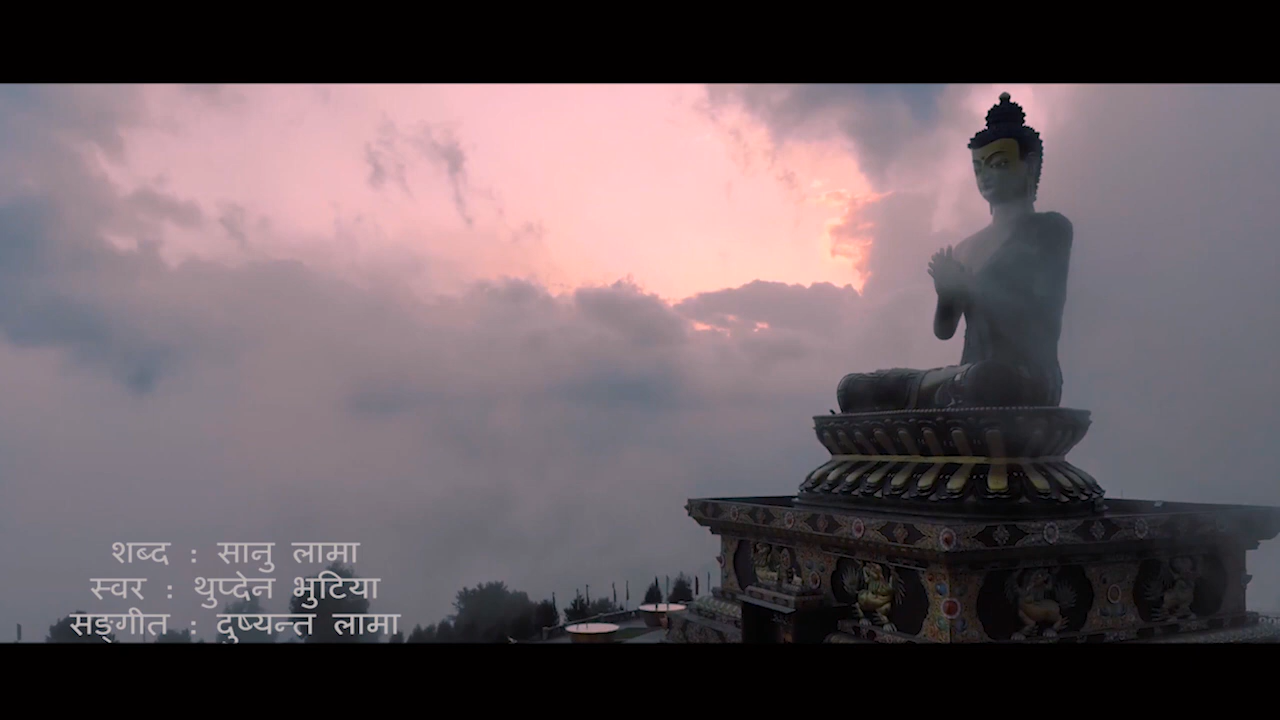 शब्द : सानु लामा
स्वर : थुप्देन भुटिया
सङ्गीत : दुष्यन्त लामा